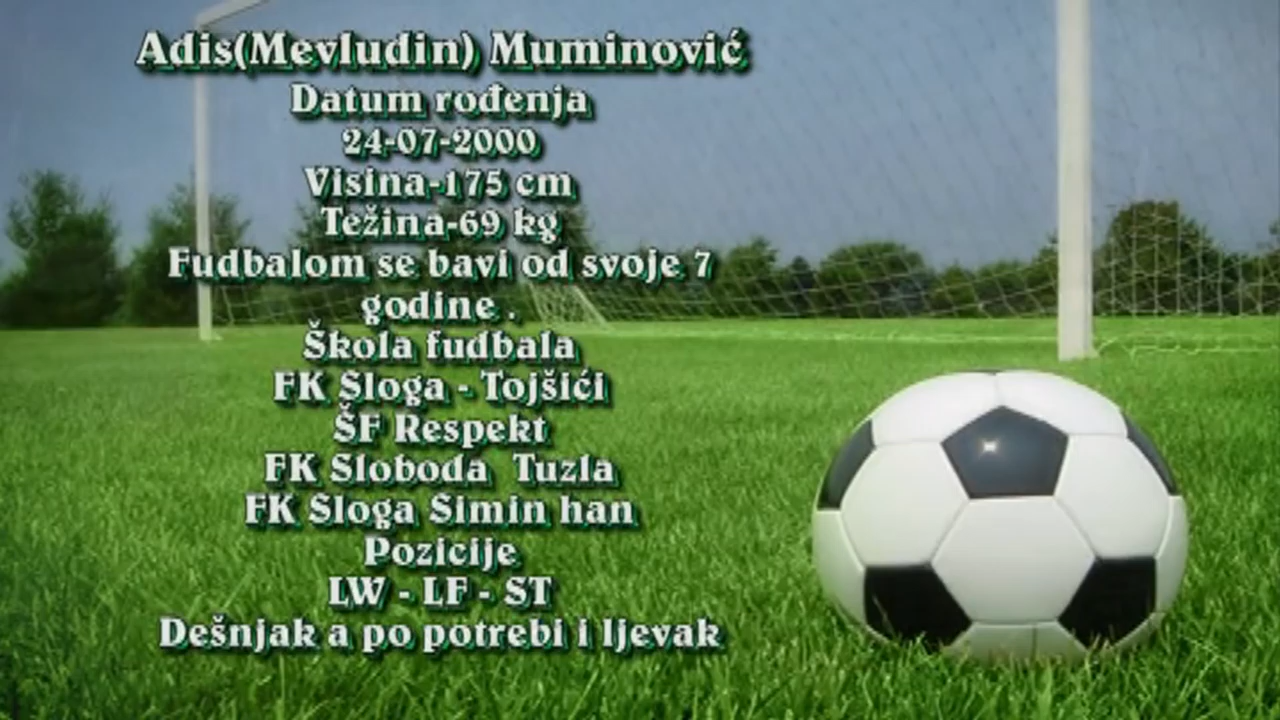 Adis(Mevludin) Muminović
Datum rođenja
24-07-2000
Visina-175 cm
Težina-69 kg
Fudbalom se bavi od svoje 7
godine .
Škola fudbala
FK Sloga - Tojšići
ŠF Respekt
FK Sloboda Tuzla
FK Sloga Simin han
Pozicije
LW - LF - ST
Dešnjak a po potrebi i ljevak